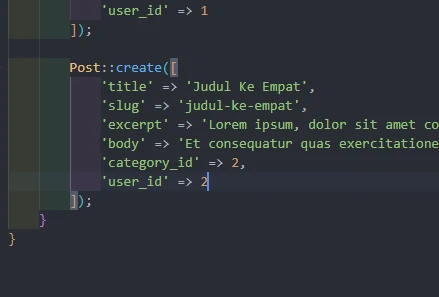 'user_id' => 1
]);
Post::create([
'title' => 'Judul Ke Empat',
'slug' => 'judul-ke-empat',
'excerpt' => 'Lorem ipsum, dolor sit amet co
'body' => 'Et consequatur quas exercitatione
'category_id' => 2,
'user_id' => 2
]);
}
}